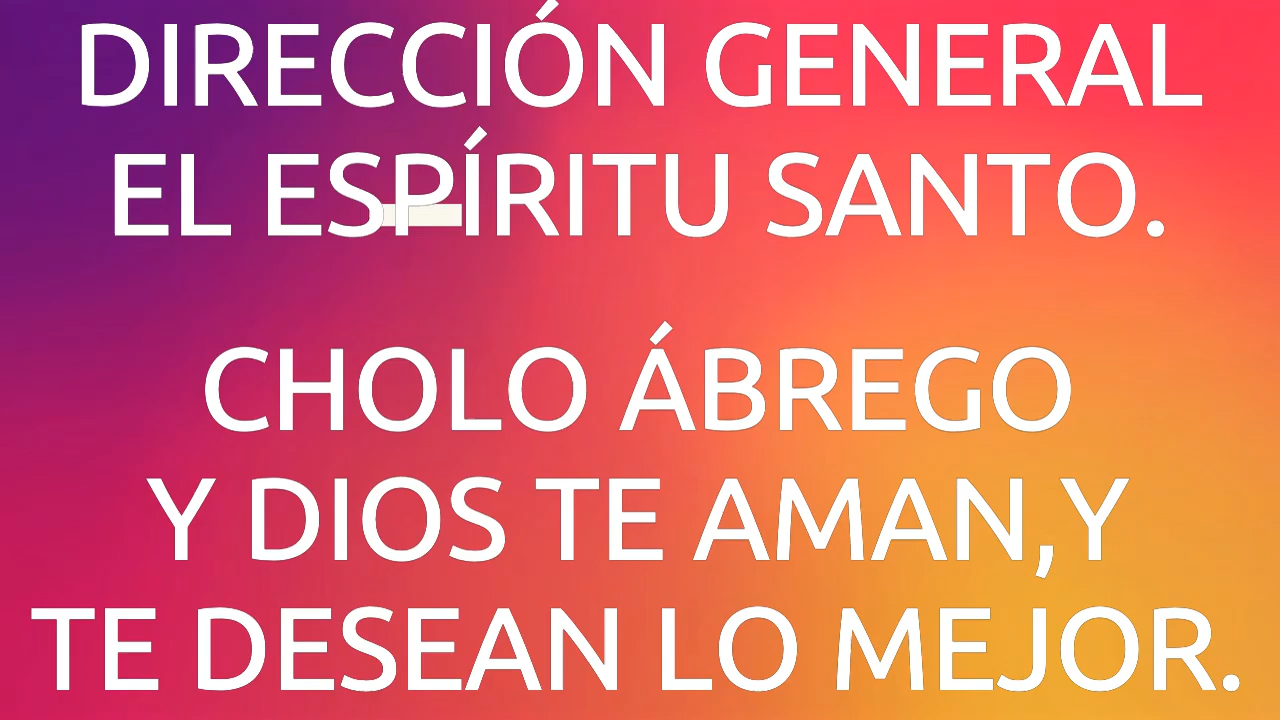 DIRECCIÓN GENERAL
EL ESPÍRITU SANTO.
CHOLO ÁBREGO
Y DIOS TE AMAN,Y
TE DESEAN LO MEJOR.